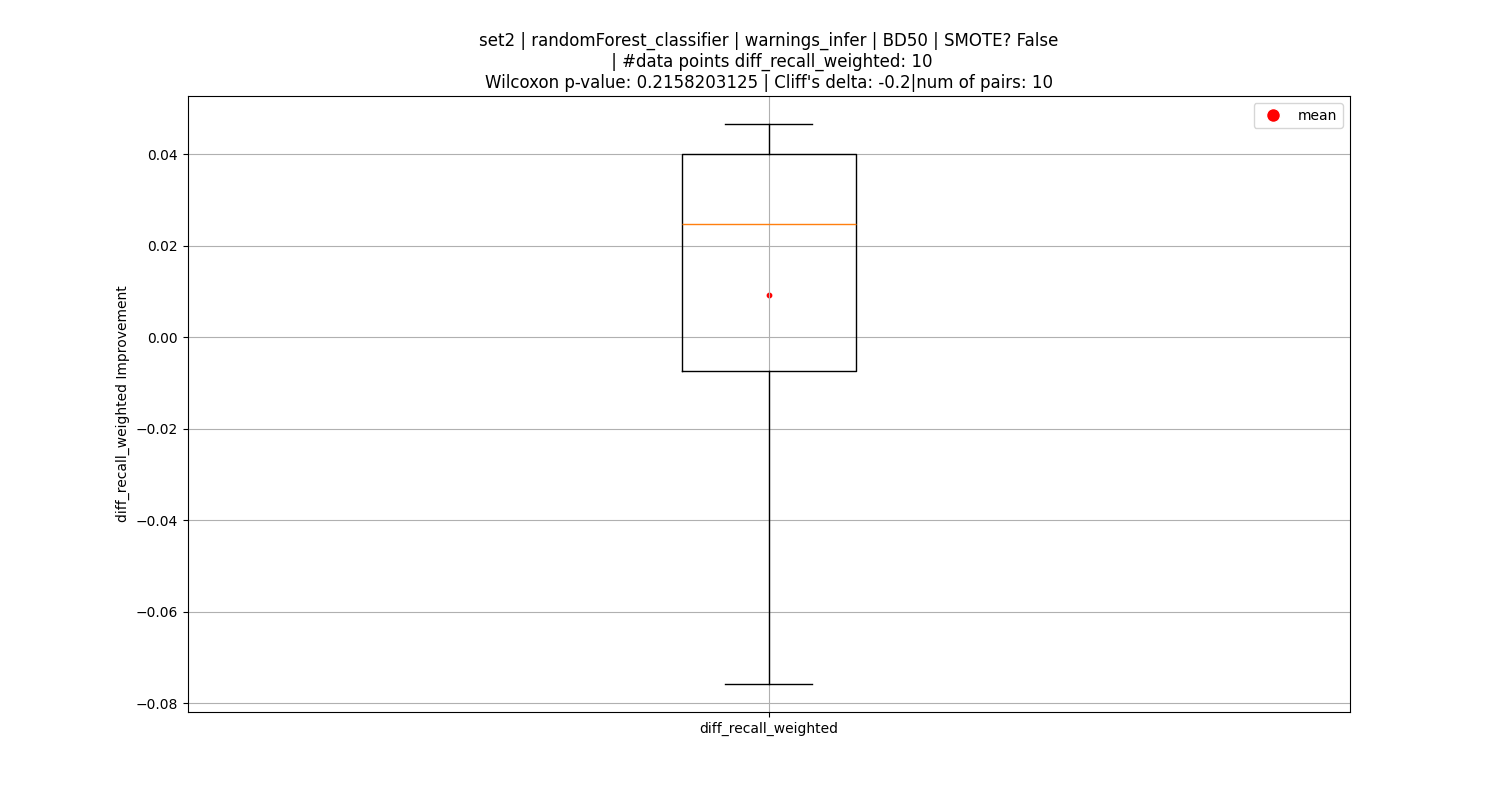 set2 | randomForest_classifier | warnings_infer | BD50 | SMOTE? False
| #data points diff_recall_weighted: 10
Wilcoxon p-value: 0.2158203125 | Cliff's delta: -0.2|num of pairs: 10
mean
0.04
0.02
0.00
−0.02
−0.04
−0.06
−0.08
diff_recall_weighted Improvement
diff_recall_weighted